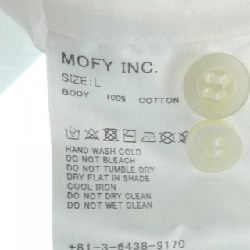 MOFY INC.
SIZE:L
BODY 100% COTTON
HAND WASH COLD
DO NOT BLEACH
DO NOT TUMBLE DRY
DRY FLAT IN SHADE
COOL IRON
DO NOT DRY CLEAN
DO NOT WET CLEAN
+81-3-6438-9170